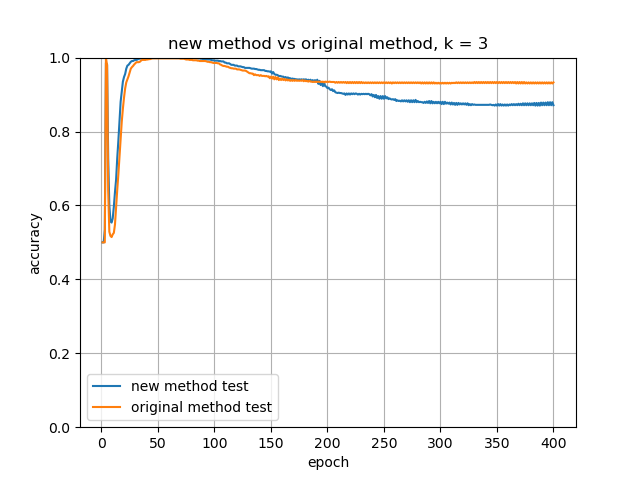 new method vs original method, k = 3
accuracy
1.0
0.8
0.6
0.4
0.2
0.0
new method test
original method test
0 50 100 150 200 250 300 350 400
epoch